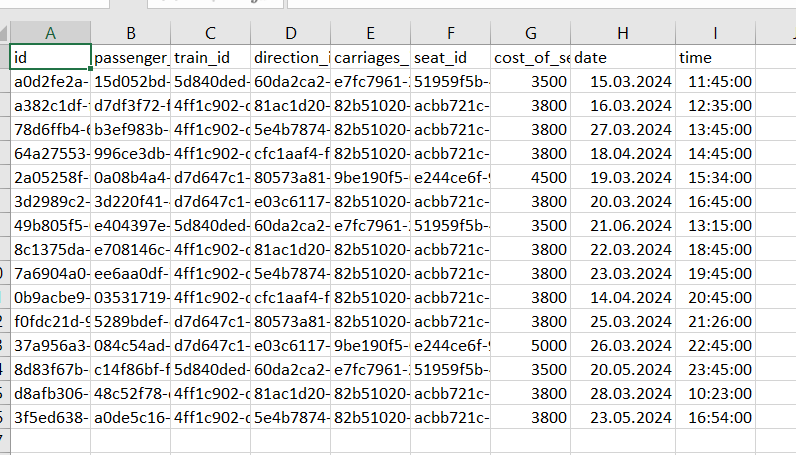 A B C D E F G H I
id passenger_ train_id direction_i carriages_ seat_id cost_of_se date time
a0d2fe2a- 15d052bd- 5d840ded- 60da2ca2- e7fc7961- 51959f5b- 3500 15.03.2024 11:45:00
a382c1df- d7df3f72-f 4ff1c902-d 81ac1d20- 82b51020- acbb721c- 3800 16.03.2024 12:35:00
78d6ffb4-6 b3ef983b- 4ff1c902-d 5e4b7874- 82b51020- acbb721c- 3800 27.03.2024 13:45:00
64a27553- 996ce3db- 4ff1c902-d cfc1aaf4-f 82b51020- acbb721c- 3800 18.04.2024 14:45:00
2a05258f- 0a08b4a4- d7d647c1- 80573a81- 9be190f5- e244ce6f-9 4500 19.03.2024 15:34:00
3d2989c2- 3d220f41- d7d647c1- e03c6117- 82b51020- acbb721c- 3800 20.03.2024 16:45:00
49b805f5- e404397e- 5d840ded- 60da2ca2- e7fc7961- 51959f5b- 3500 21.06.2024 13:15:00
8c1375da- e708146c- 4ff1c902-d 81ac1d20- 82b51020- acbb721c- 3800 22.03.2024 18:45:00
7a6904a0- ee6aa0df- 4ff1c902-d 5e4b7874- 82b51020- acbb721c- 3800 23.03.2024 19:45:00
0b9acbe9- 03531719- 4ff1c902-d cfc1aaf4-f 82b51020- acbb721c- 3800 14.04.2024 20:45:00
f0fdc21d-9 5289bdef- d7d647c1- 80573a81- 82b51020- acbb721c- 3800 25.03.2024 21:26:00
37a956a3- 084c54ad- d7d647c1- e03c6117- 9be190f5- e244ce6f-9 5000 26.03.2024 22:45:00
8d83f67b- c14f86bf-f 5d840ded- 60da2ca2- e7fc7961- 51959f5b- 3500 20.05.2024 23:45:00
d8afb306- 48c52f78- 4ff1c902-d 81ac1d20- 82b51020- acbb721c- 3800 28.03.2024 10:23:00
3f5ed638- a0de5c16- 4ff1c902-d 5e4b7874- 82b51020- acbb721c- 3800 23.05.2024 16:54:00